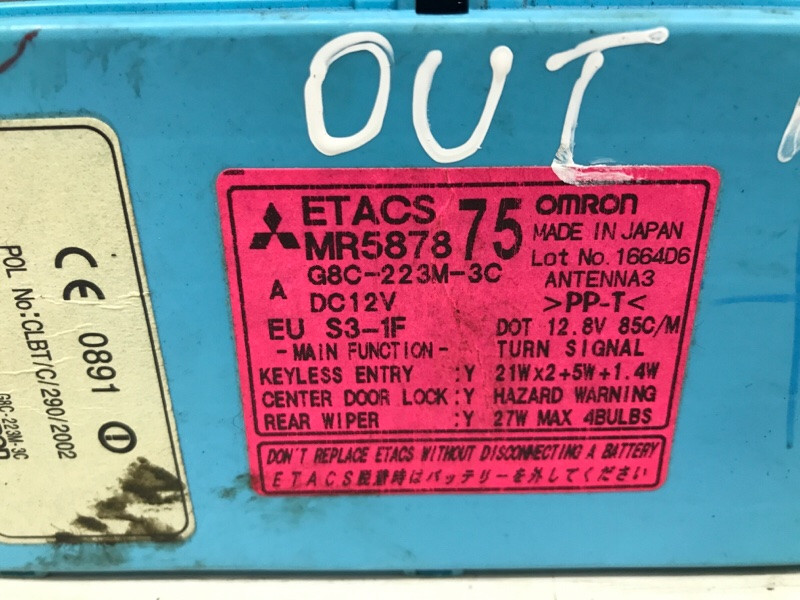 OUT
ETACS 75 OMRON
MR5878 MADE IN JAPAN
G8C-223M-3C Lot No. 1664D6
A DC12V ANTENNA3
>PP-T<
EU S3-1F DOT 12.8V 85C/M
-MAIN FUNCTION- TURN SIGNAL
KEYLESS ENTRY :Y 21W×2+5W+1.4W
CENTER DOOR LOCK:Y HAZARD WARNING
REAR WIPER :Y 27W MAX 4BULBS
DON'T REPLACE ETACS WITHOUT DISCONNECTING A BATTERY
ETACS脱着時はバッテリーを外してください
CE 0891
POL No:CLBT/C/290/2002
G8C-223M-3C